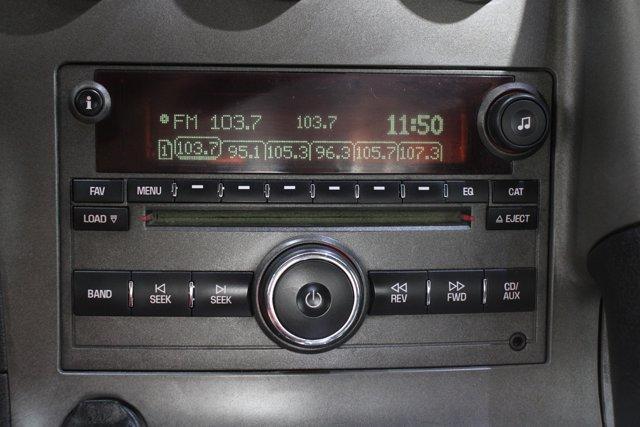 i
FM 103.7 103.7 11:50
1 103.7 95.1 105.3 96.3 105.7 107.3
FAV MENU EQ CAT
LOAD EJECT
BAND SEEK SEEK REV FWD CD/
AUX